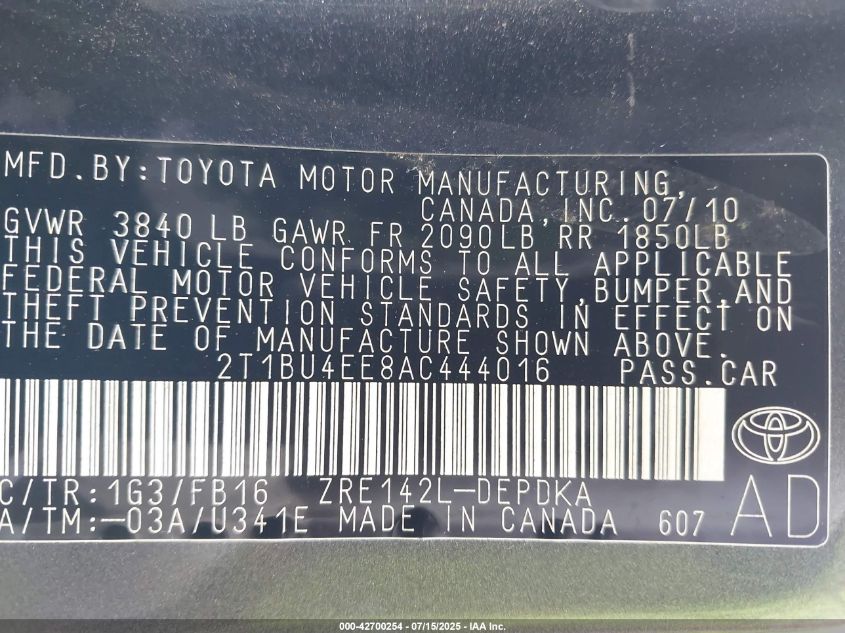 MFD.BY:TOYOTA MOTOR MANUFACTURING,
CANADA,INC. 07/10
GVWR 3840 LB GAWR FR 2090LB RR 1850LB
THIS VEHICLE CONFORMS TO ALL APPLICABLE
FEDERAL MOTOR VEHICLE SAFETY,BUMPER,AND
THEFT PREVENTION STANDARDS IN EFFECT ON
THE DATE OF MANUFACTURE SHOWN ABOVE.
2T1BU4EE8AC444016 PASS.CAR
C/TR:1G3/FB16 ZRE142L-DEPDKA
A/TM:-03A/U341E MADE IN CANADA 607 AD
000-42700254 - 07/15/2025 - IAA Inc.